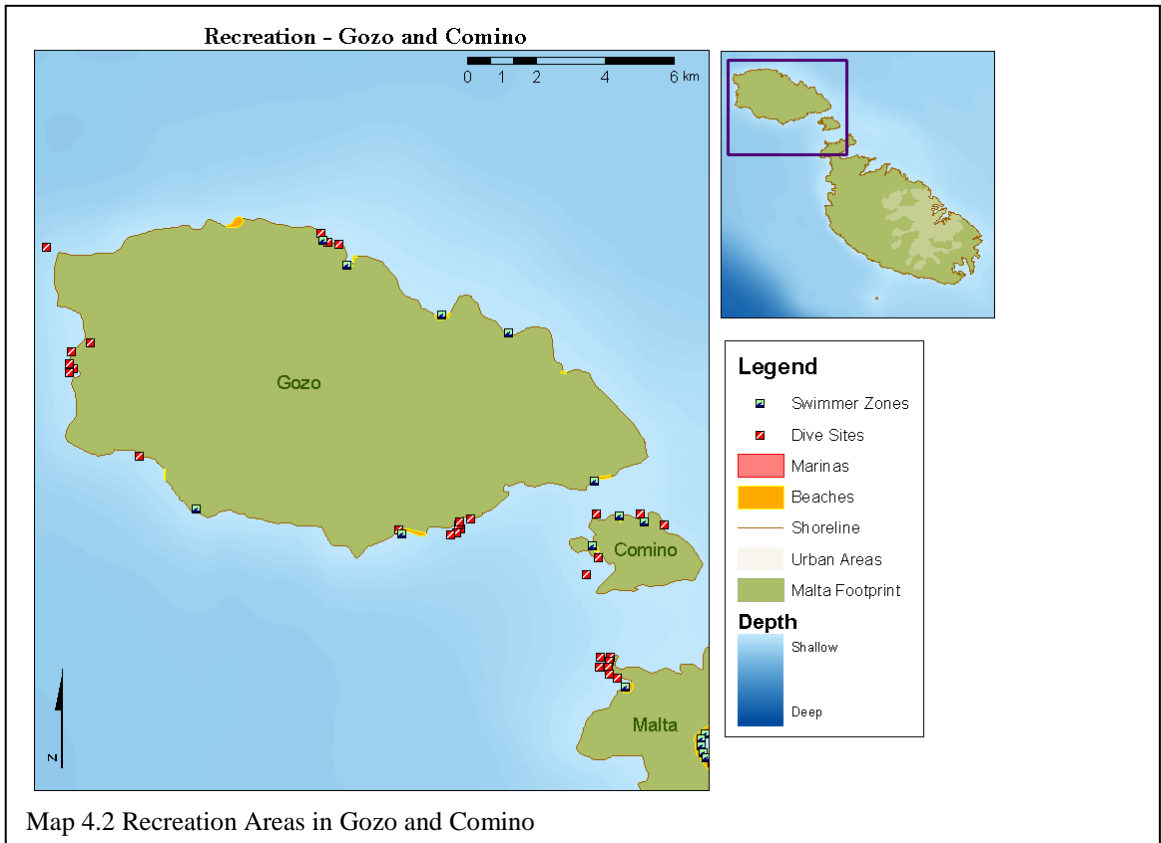 Recreation - Gozo and Comino
0 1 2 4 6 km
Gozo
Comino
Malta
N
Legend
Swimmer Zones
Dive Sites
Marinas
Beaches
Shoreline
Urban Areas
Malta Footprint
Depth
Shallow
Deep
Map 4.2 Recreation Areas in Gozo and Comino